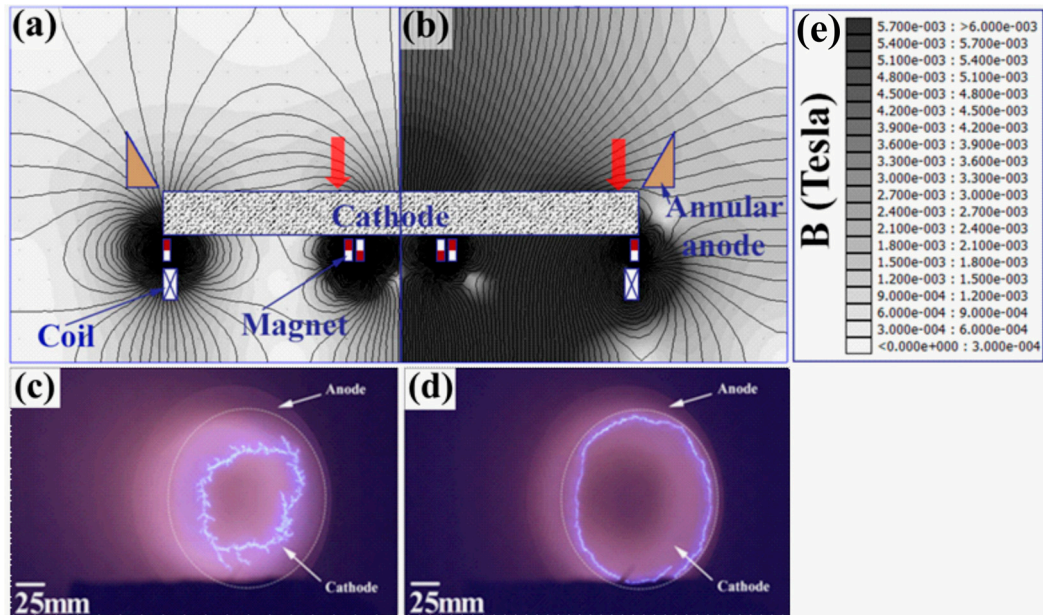 (a)
(b)
Cathode
Annular
anode
Coil
Magnet
(e)
B (Tesla)
5.700e-003 : >6.000e-003
5.400e-003 : 5.700e-003
5.100e-003 : 5.400e-003
4.800e-003 : 5.100e-003
4.500e-003 : 4.800e-003
4.200e-003 : 4.500e-003
3.900e-003 : 4.200e-003
3.600e-003 : 3.900e-003
3.300e-003 : 3.600e-003
3.000e-003 : 3.300e-003
2.700e-003 : 3.000e-003
2.400e-003 : 2.700e-003
2.100e-003 : 2.400e-003
1.800e-003 : 2.100e-003
1.500e-003 : 1.800e-003
1.200e-003 : 1.500e-003
9.000e-004 : 1.200e-003
6.000e-004 : 9.000e-004
3.000e-004 : 6.000e-004
<0.000e+000 : 3.000e-004
(c)
Anode
Cathode
25mm
(d)
Anode
Cathode
25mm